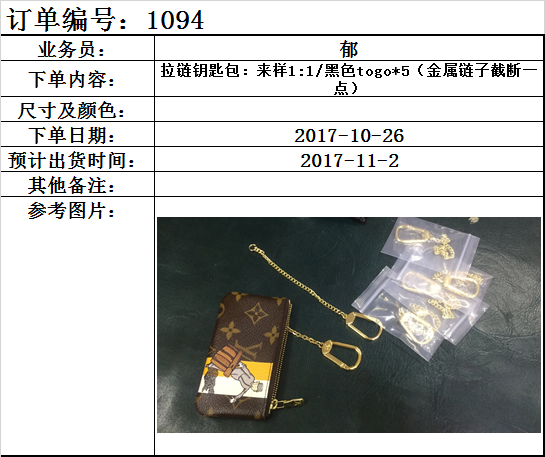 订单编号：1094
业务员：
郁
下单内容：
拉链钥匙包：来样1:1/黑色togo*5（金属链子截断一
点）
尺寸及颜色：
下单日期：
2017-10-26
预计出货时间：
2017-11-2
其他备注：
参考图片：